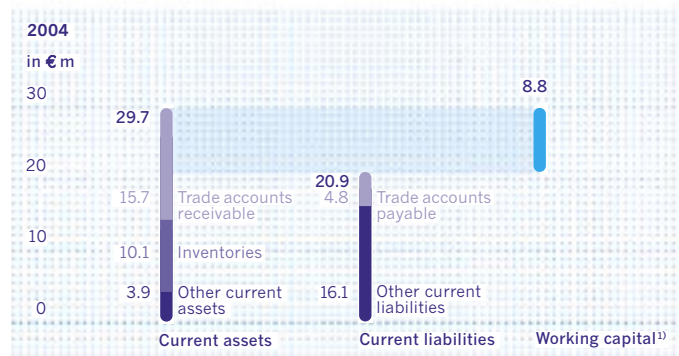 2004
in € m
30
20
10
0
29.7
15.7 Trade accounts
receivable
10.1 Inventories
3.9 Other current
assets
Current assets
20.9
4.8 Trade accounts
payable
16.1 Other current
liabilities
Current liabilities
8.8
Working capital¹⁾